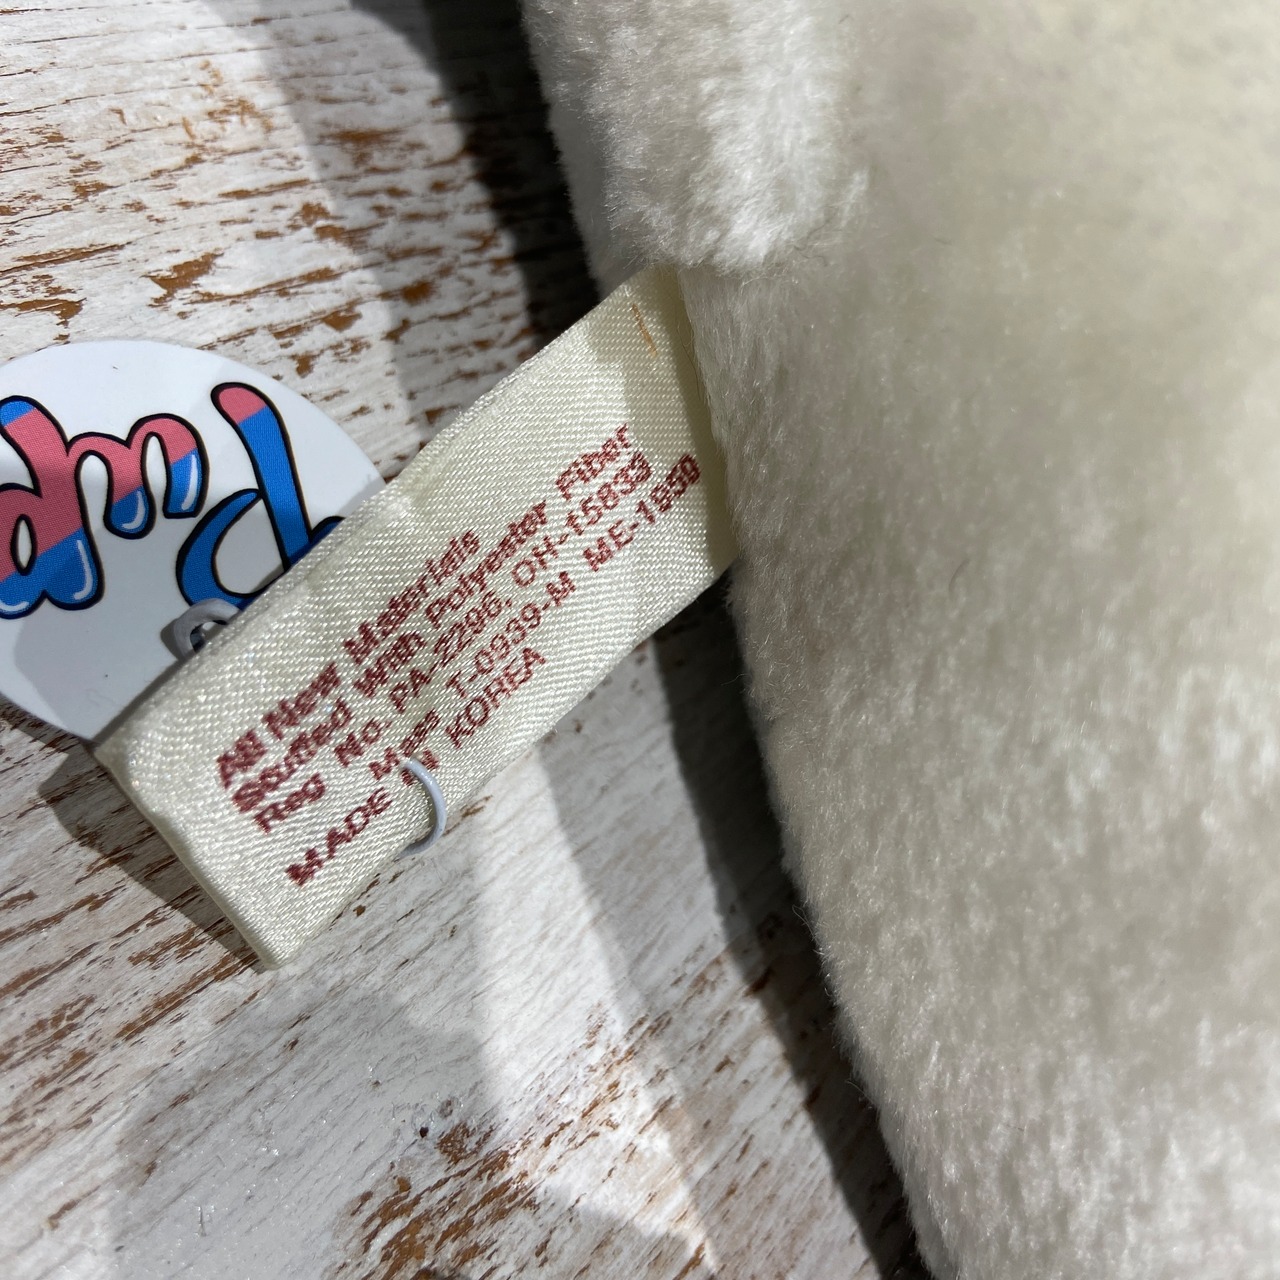 All New Materials
Stuffed With Polyester Fiber
Reg No. PA-2296, OH-15833
Mass T-0939-M ME-1950
MADE IN KOREA